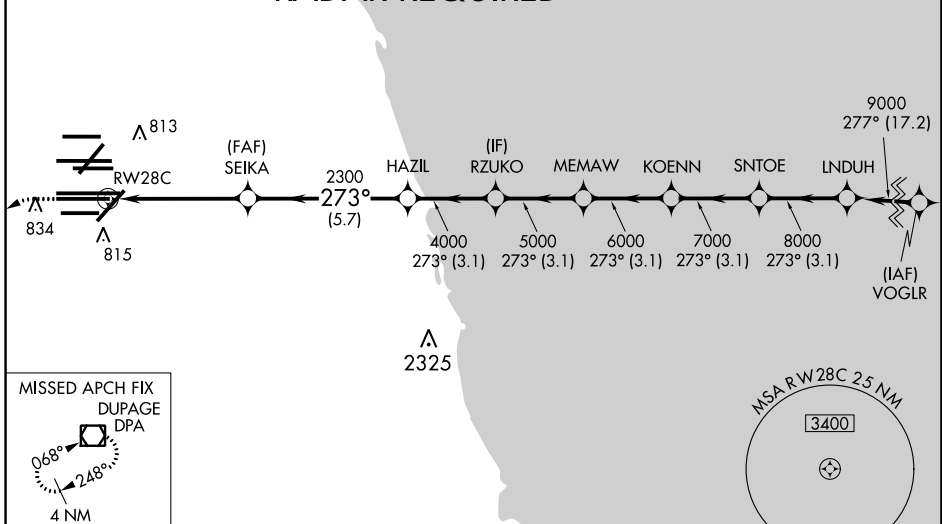 RADAR REQUIRED
9000
277° (17.2)
813
(FAF)
SEIKA
HAZIL
(IF)
RZUKO
MEMAW
KOENN
SNTOE
LNDUH
RW28C
2300
273°
(5.7)
834
815
4000
273° (3.1)
5000
273° (3.1)
6000
273° (3.1)
7000
273° (3.1)
8000
273° (3.1)
(IAF)
VOGLR
2325
MISSED APCH FIX
DUPAGE
DPA
068°
248°
4 NM
MSA RW28C 25 NM
3400